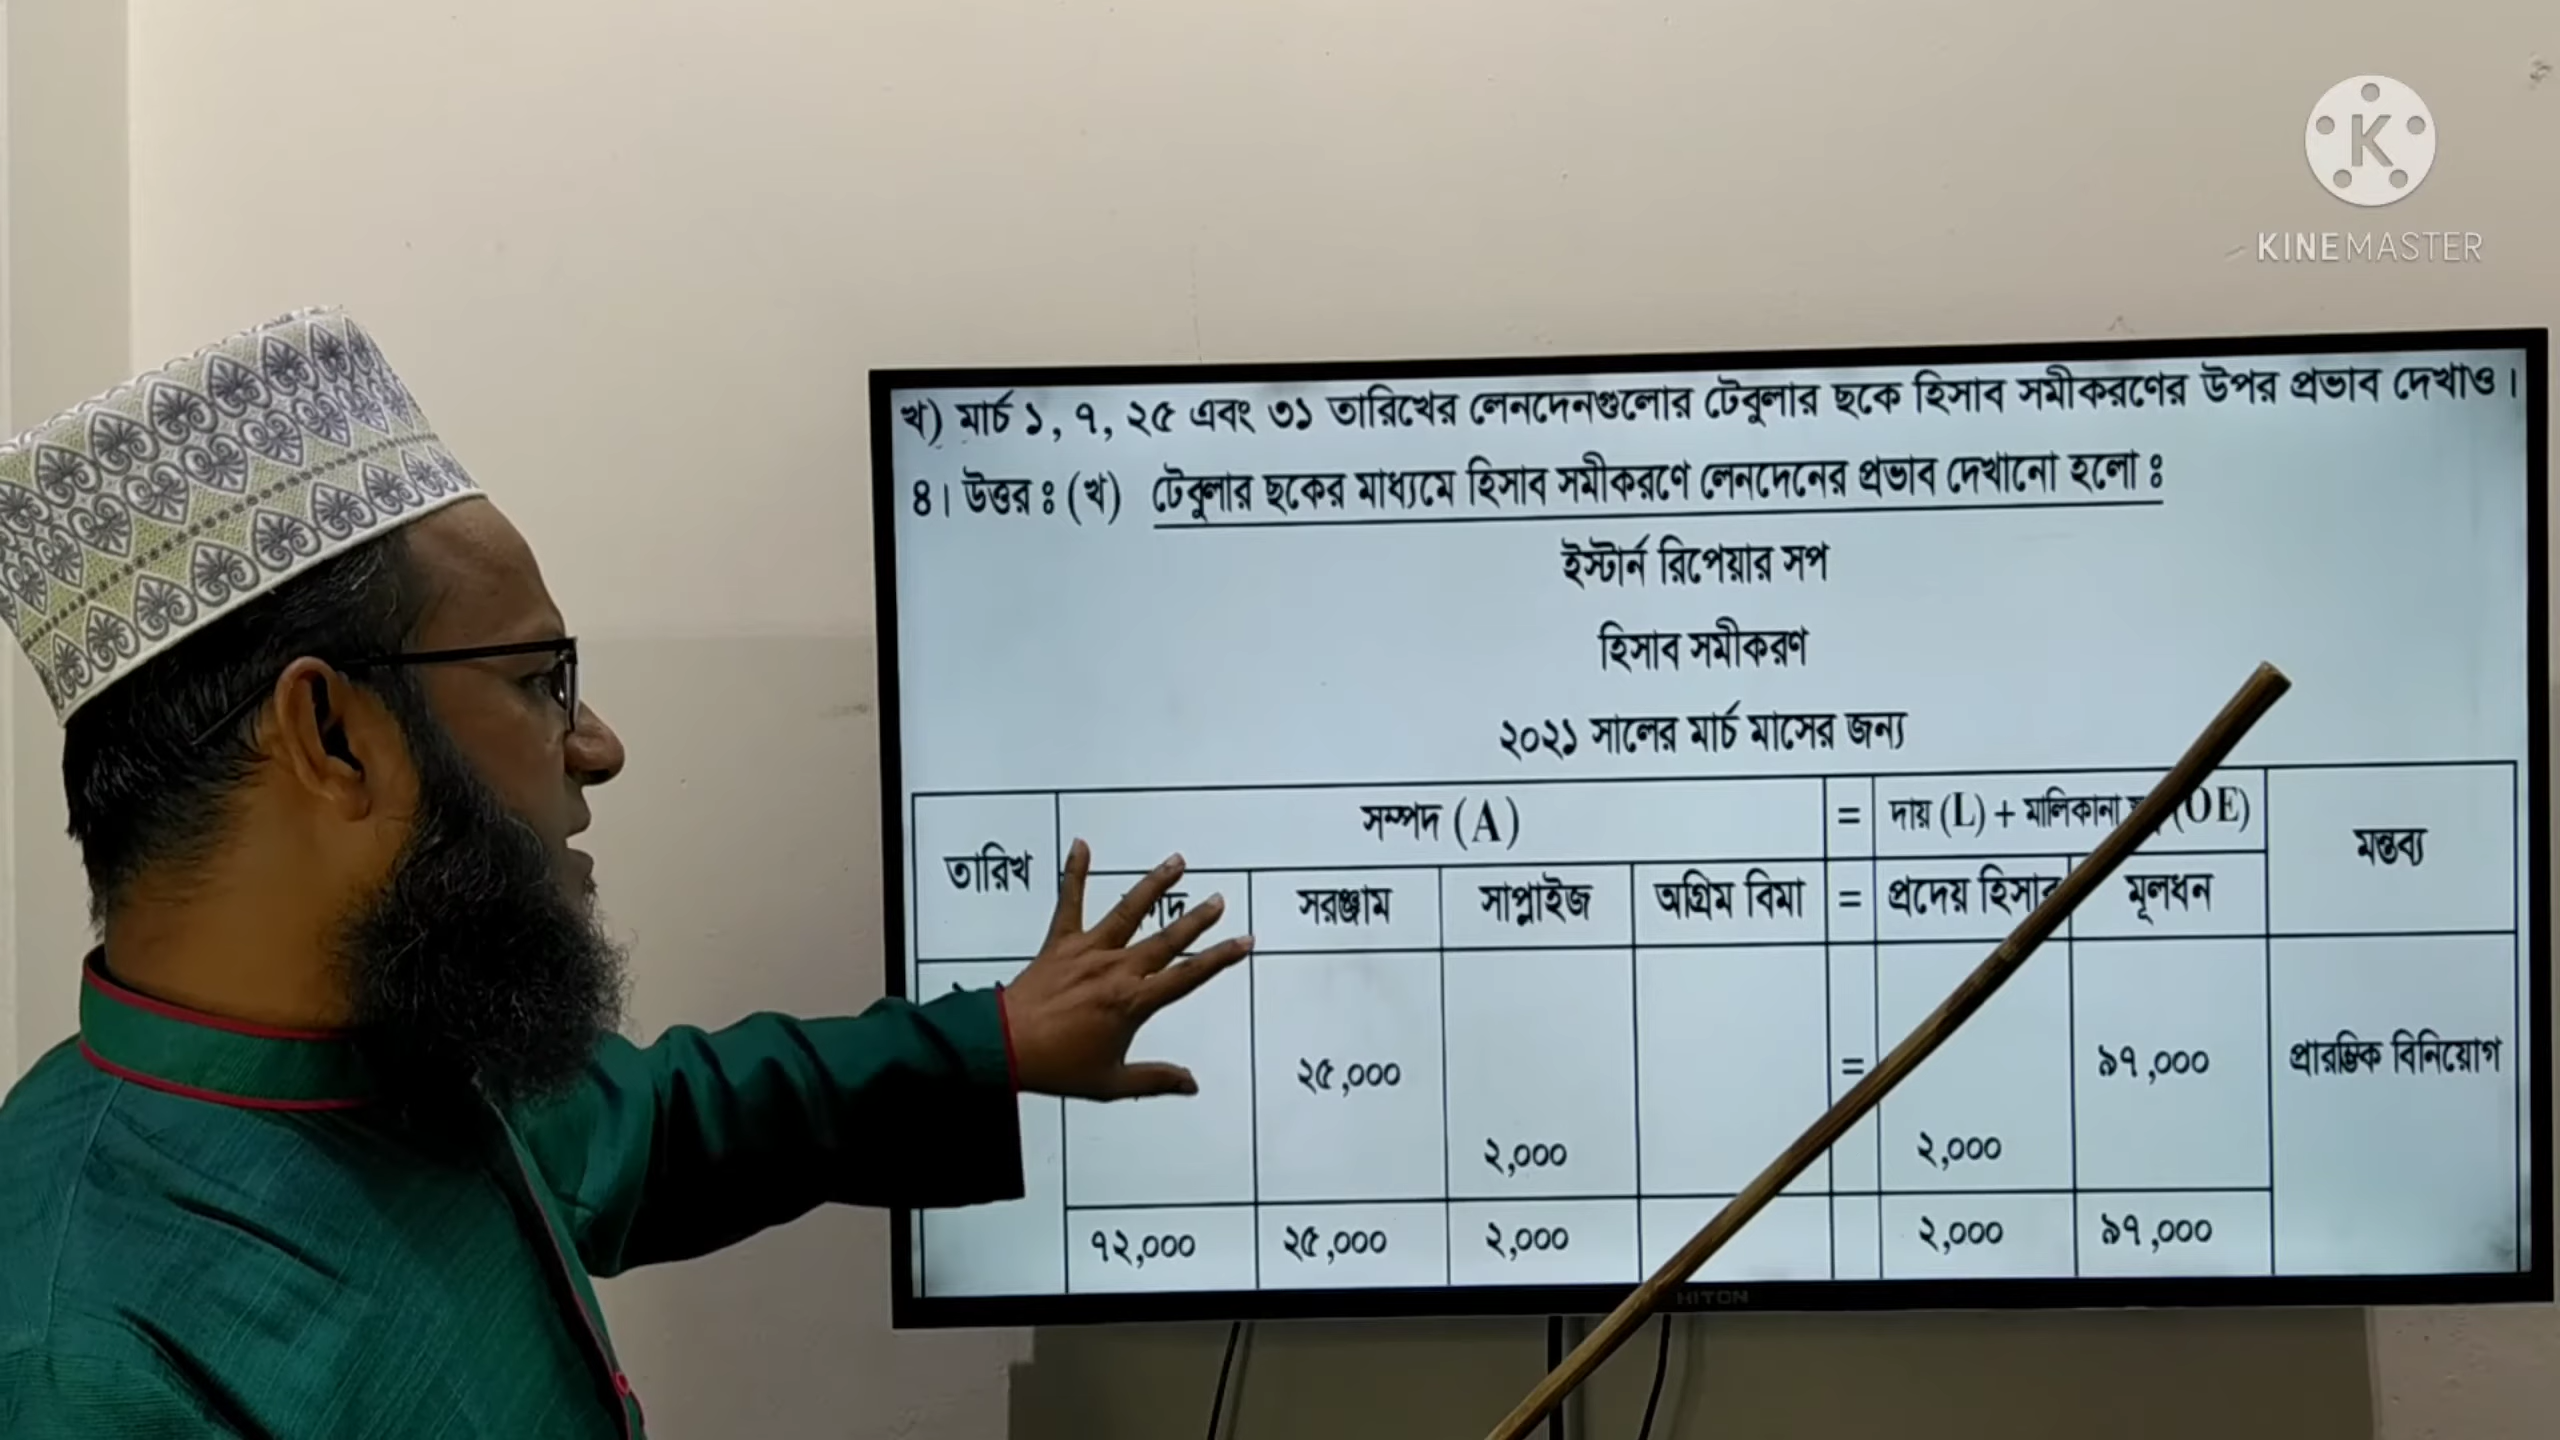 K
KINEMASTER
খ) মার্চ ১, ৭, ২৫ এবং ৩১ তারিখের লেনদেনগুলোর টেবুলার ছকে হিসাব সমীকরণের উপর প্রভাব দেখাও।
৪। উত্তর ঃ (খ) টেবুলার ছকের মাধ্যমে হিসাব সমীকরণে লেনদেনের প্রভাব দেখানো হলো ঃ
ইস্টার্ন রিপেয়ার সপ
হিসাব সমীকরণ
২০২১ সালের মার্চ মাসের জন্য
তারিখ সম্পদ (A) = দায় (L) + মালিকানা (OE) মন্তব্য
সরঞ্জাম সাপ্লাইজ অগ্রিম বিমা = প্রদেয় হিসাব মূলধন
২৫,০০০ = ৯৭,০০০ প্রারম্ভিক বিনিয়োগ
২,০০০ ২,০০০
৭২,০০০ ২৫,০০০ ২,০০০ ২,০০০ ৯৭,০০০
HITON